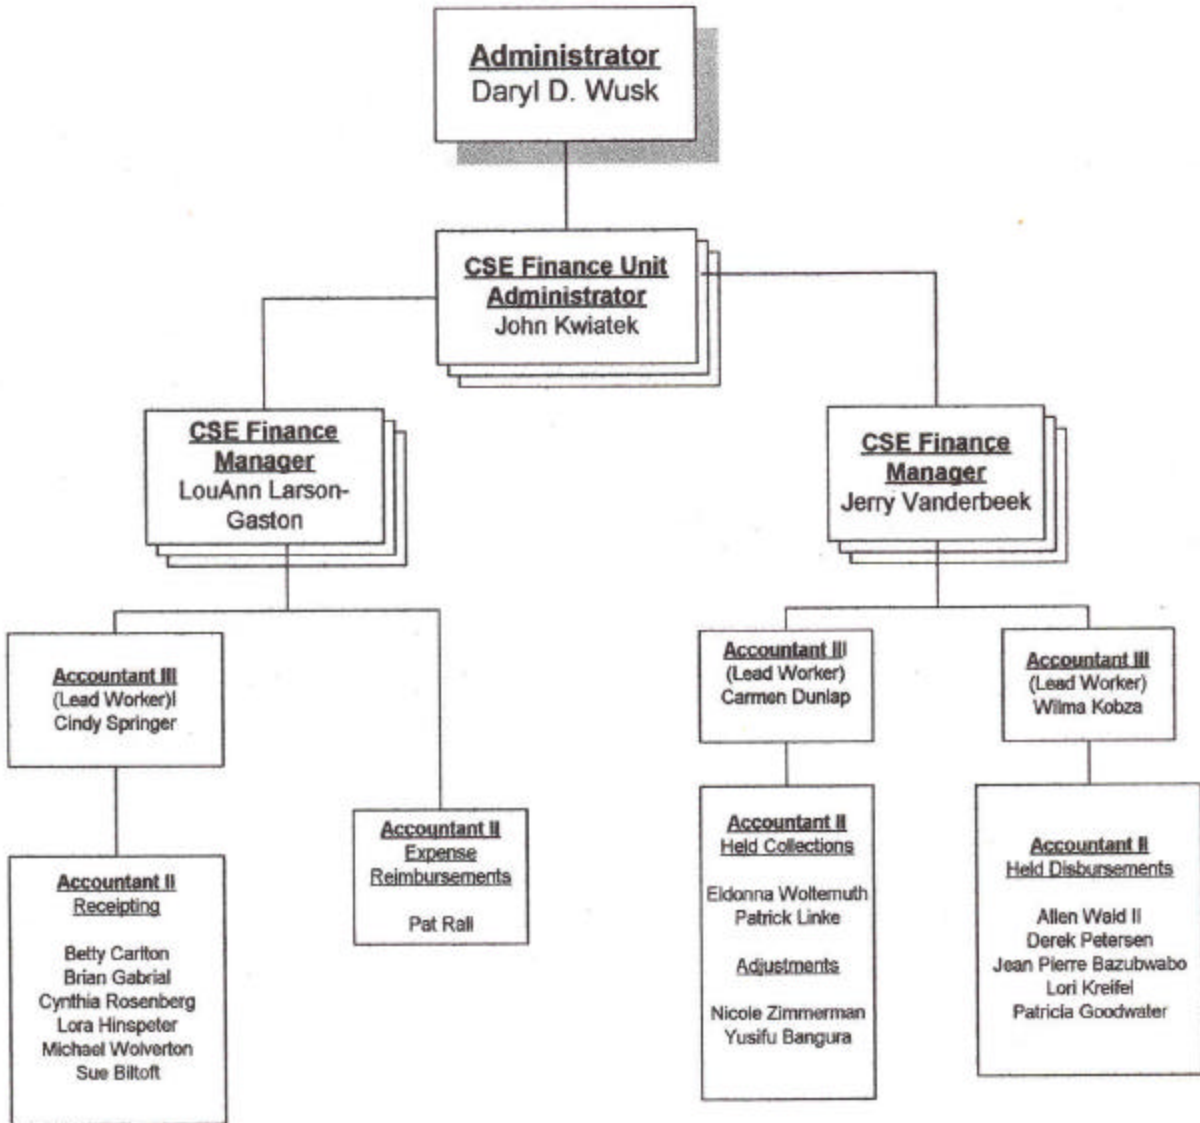 Administrator
Daryl D. Wusk
CSE Finance Unit
Administrator
John Kwiatek
CSE Finance
Manager
LouAnn Larson-
Gaston
CSE Finance
Manager
Jerry Vanderbeek
Accountant III
(Lead Worker)l
Cindy Springer
Accountant II
Receipting
Betty Carlton
Brian Gabrial
Cynthia Rosenberg
Lora Hinspeter
Michael Wolverton
Sue Biltoft
Accountant II
Expense
Reimbursements
Pat Rall
Accountant III
(Lead Worker)
Carmen Dunlap
Accountant II
Held Collections
Eldonna Woltemuth
Patrick Linke
Adjustments
Nicole Zimmerman
Yusifu Bangura
Accountant III
(Lead Worker)
Wilma Kobza
Accountant II
Held Disbursements
Allen Wald II
Derek Petersen
Jean Pierre Bazubwabo
Lori Kreifel
Patricia Goodwater